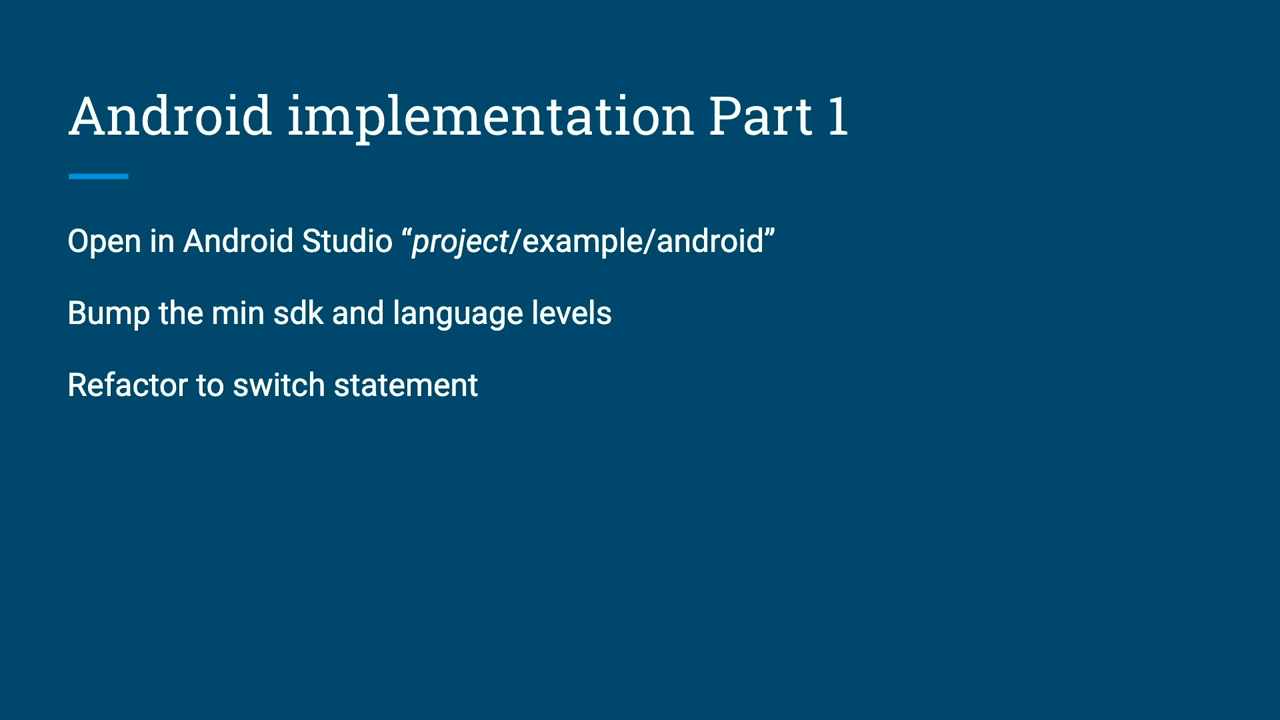 Android implementation Part 1
Open in Android Studio “project/example/android”
Bump the min sdk and language levels
Refactor to switch statement